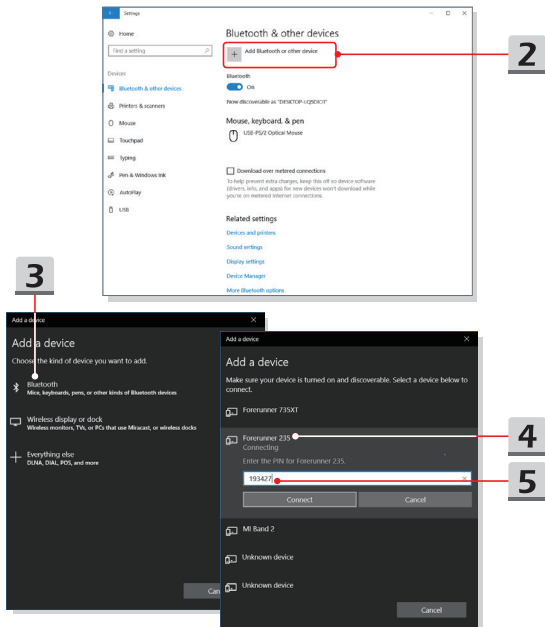 Settings
Home
Find a setting
Devices
Bluetooth & other devices
Printers & scanners
Mouse
Touchpad
Typing
Pen & Windows Ink
AutoPlay
USB
Bluetooth & other devices
Add Bluetooth or other device
Bluetooth
On
Now discoverable as "DESKTOP-LQSDIOT"
Mouse, keyboard, & pen
USB-PS/2 Optical Mouse
Download over metered connections
To help prevent extra charges, keep this off so device software
(drivers, info, and apps) for new devices won't download while
you're on metered Internet connections.
Related settings
Devices and printers
Sound settings
Display settings
Device Manager
More Bluetooth options
2
3
Add a device
Add a device
Choose the kind of device you want to add.
Bluetooth
Mice, keyboards, pens, or other kinds of Bluetooth devices
Wireless display or dock
Wireless monitors, TVs, or PCs that use Miracast, or wireless docks
Everything else
DLNA, DIAL, POS, and more
Can
Add a device
Add a device
Make sure your device is turned on and discoverable. Select a device below to
connect.
Forerunner 735XT
Forerunner 235
Connecting
Enter the PIN for Forerunner 235.
193427
Connect
Cancel
MI Band 2
Unknown device
Unknown device
Cancel
4
5